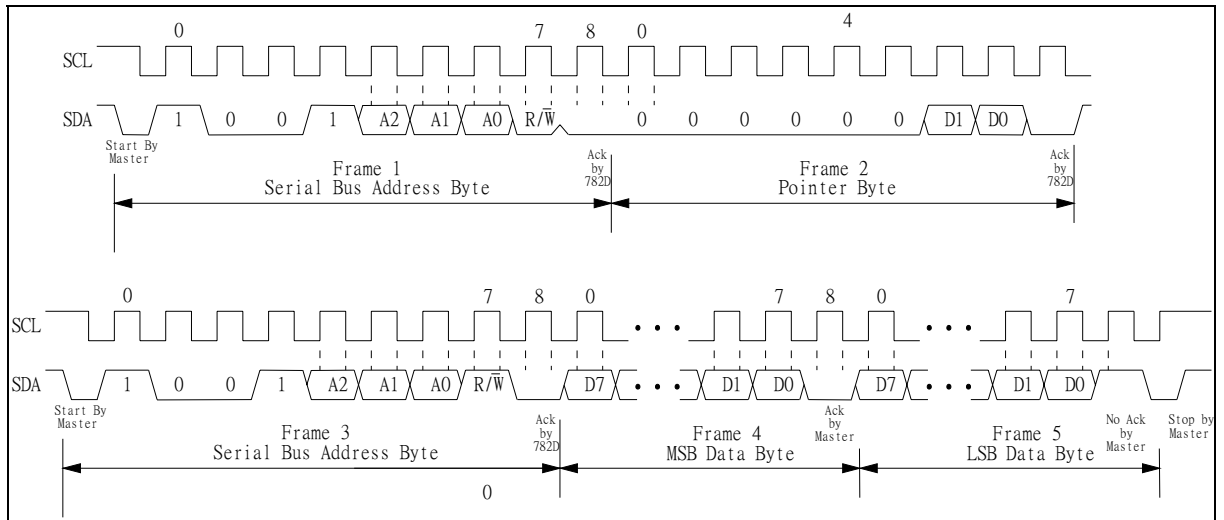 0 7 8 0 4
SCL
SDA 1 0 0 1 A2 A1 A0 R/W̅ 0 0 0 0 0 0 D1 D0
Start By
Master
Frame 1
Serial Bus Address Byte
Ack
by
782D
Frame 2
Pointer Byte
Ack
by
782D
0 7 8 0 7 8 0 7
SCL
SDA 1 0 0 1 A2 A1 A0 R/W̅ D7 D1 D0 D7 D1 D0
Start By
Master
Frame 3
Serial Bus Address Byte
0
Ack
by
782D
Frame 4
MSB Data Byte
Ack
by
Master
Frame 5
LSB Data Byte
No Ack
by
Master
Stop by
Master